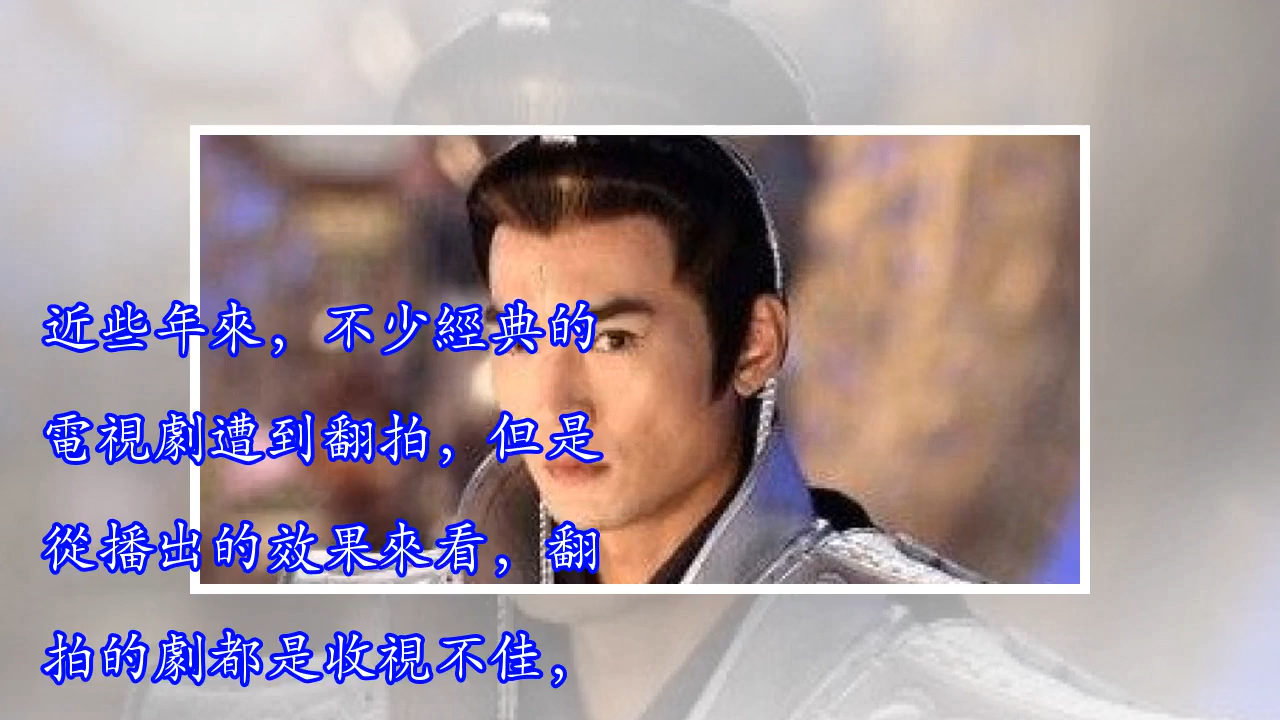 近些年來，不少經典的
電視劇遭到翻拍，但是
從播出的效果來看，翻
拍的劇都是收視不佳，